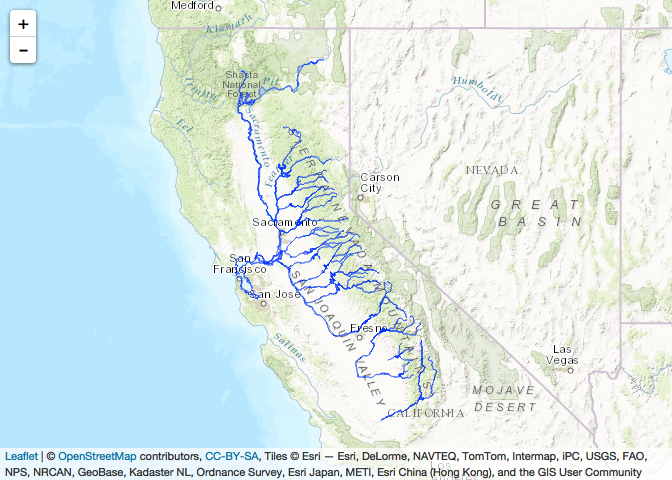 Medford
+
−
Klamath
Shasta
National
Forest
Pit
Trinity
Humboldt
Sacramento
Eel
Feather
SIERRA NEVADA MOUNTAINS
Carson
City
NEVADA
GREAT
BASIN
Sacramento
San
Francisco
San Jose
SAN JOAQUIN VALLEY
Salinas
Fresno
Las
Vegas
MOJAVE
DESERT
CALIFORNIA
Leaflet | © OpenStreetMap contributors, CC-BY-SA, Tiles © Esri — Esri, DeLorme, NAVTEQ, TomTom, Intermap, iPC, USGS, FAO,
NPS, NRCAN, GeoBase, Kadaster NL, Ordnance Survey, Esri Japan, METI, Esri China (Hong Kong), and the GIS User Community